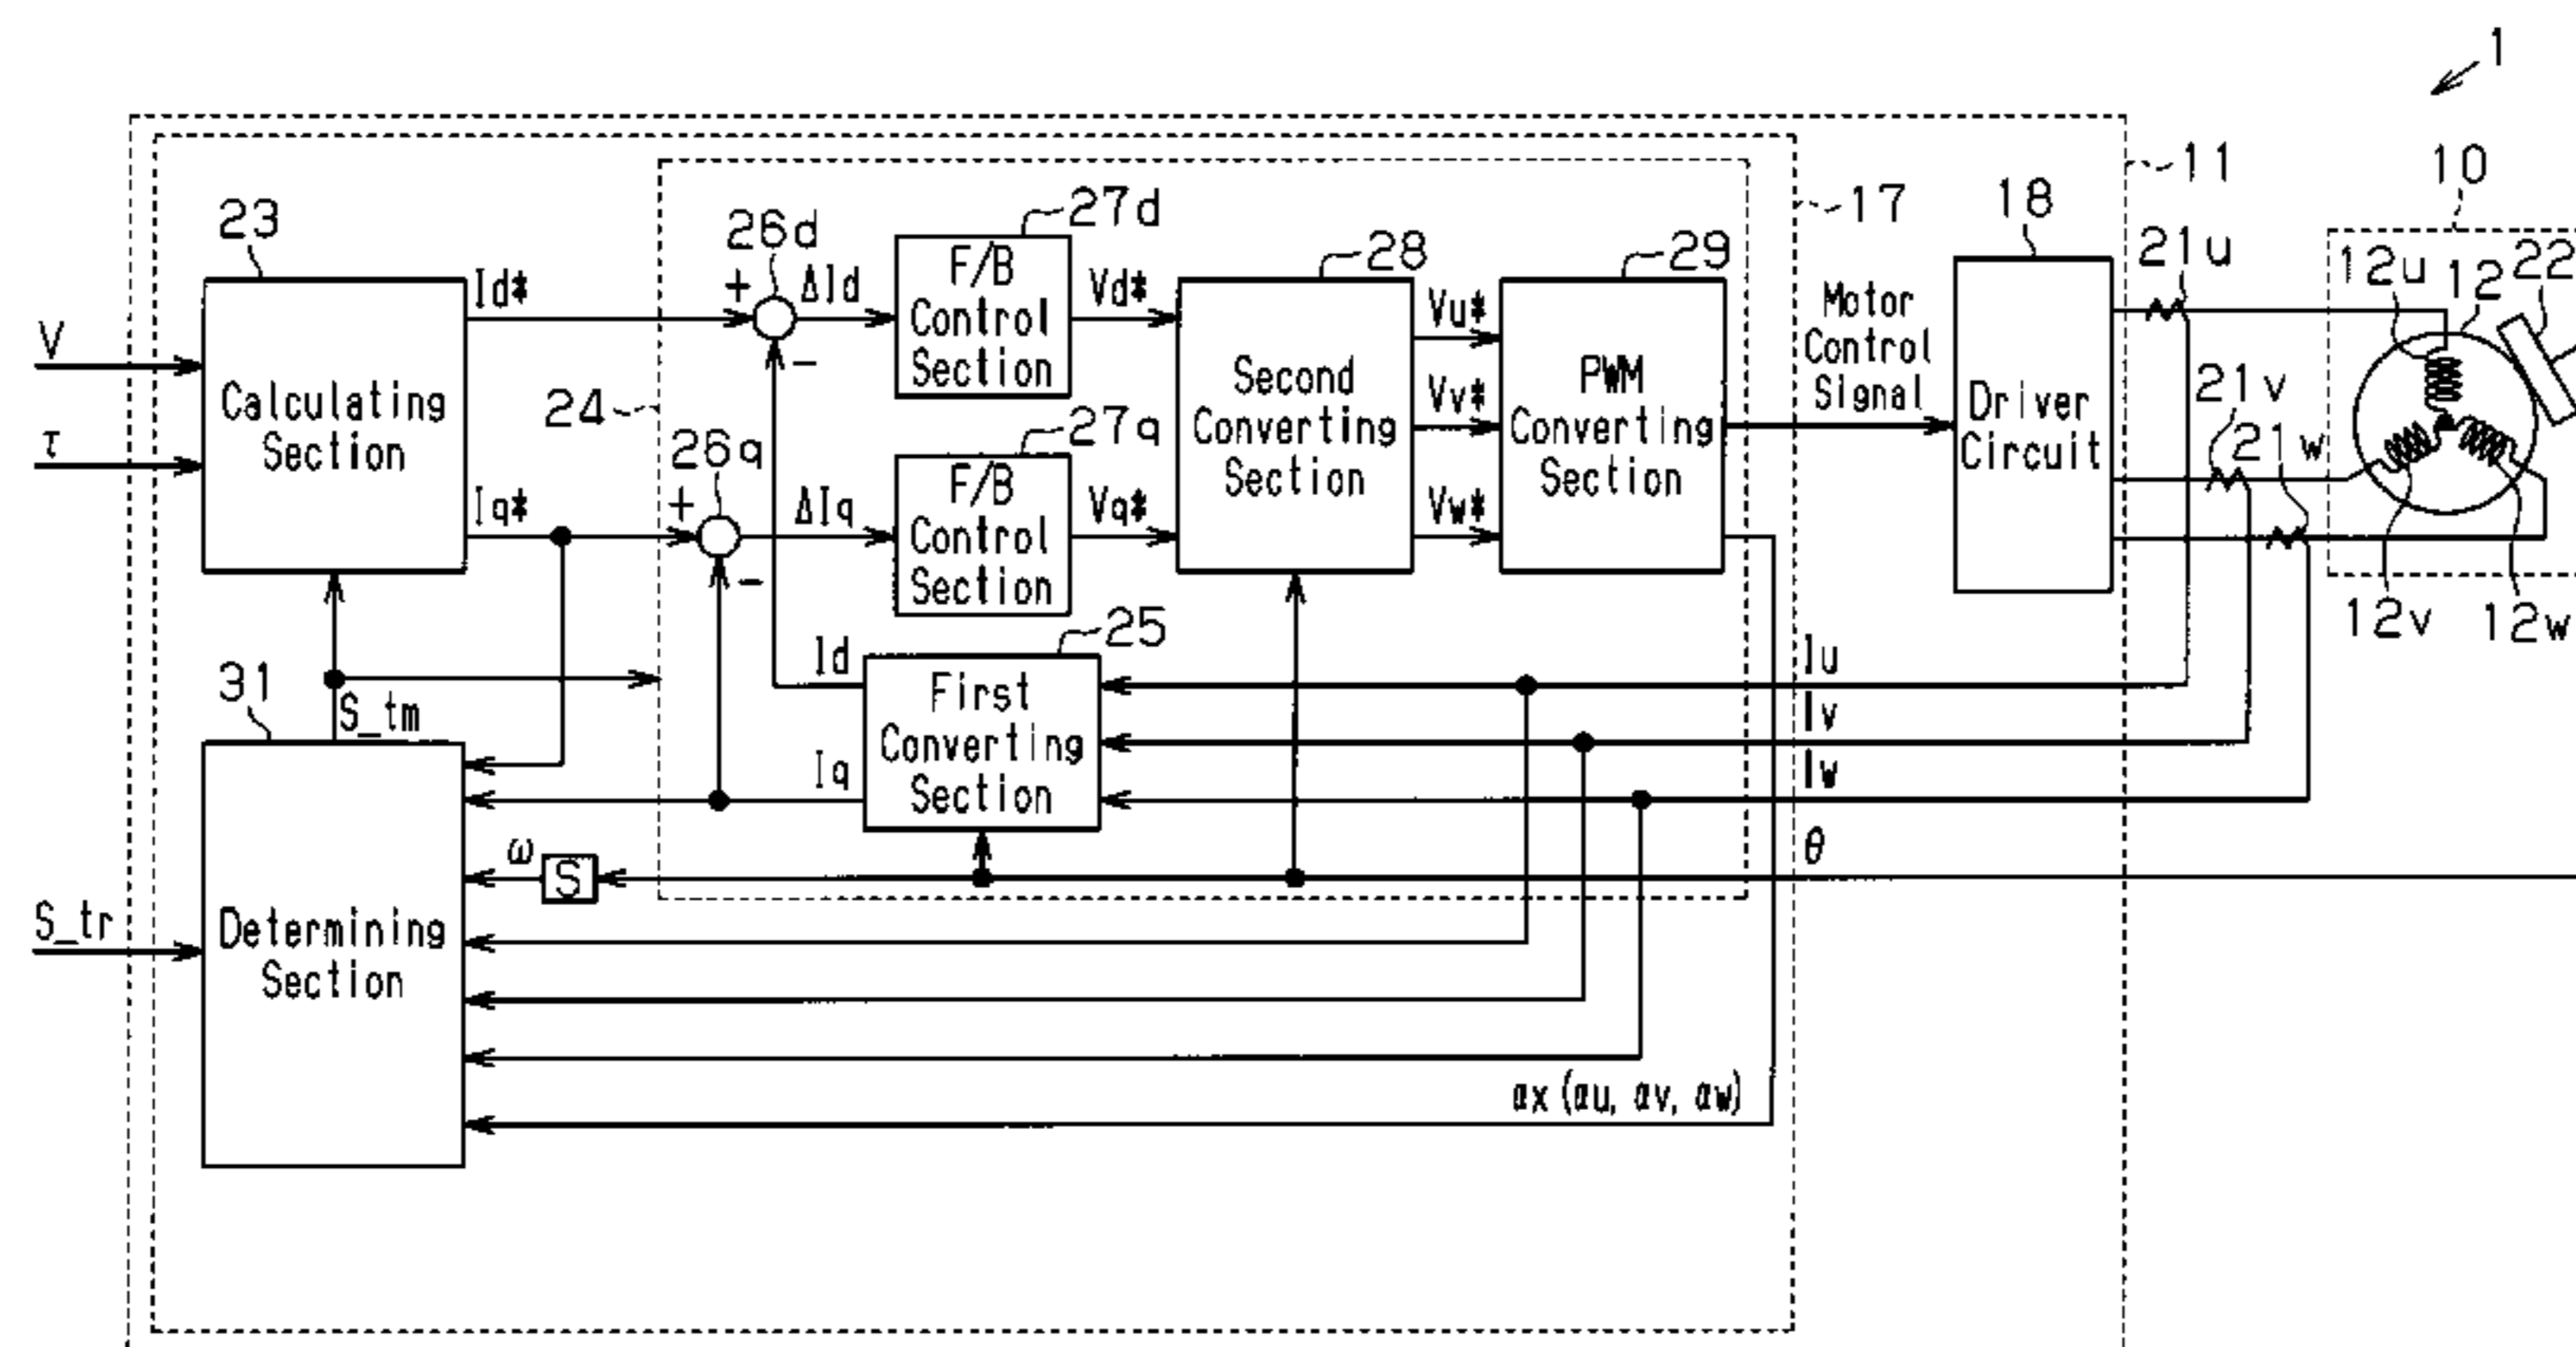 1
11
10
17
18
23
26d
27d
28
29
21u
12u
12
22
Id*
+
ΔId
F/B
Control
Section
Vd*
Vu*
Motor
Control
Signal
V
-
Calculating
Section
24
Second
Converting
Section
Vv*
PWM
Converting
Section
Driver
Circuit
21v
21w
τ
26q
27q
Iq*
+
ΔIq
F/B
Control
Section
Vq*
Vw*
-
12v
12w
25
31
S_tm
Id
First
Converting
Section
Iu
Iv
Iq
Iw
ω
S
θ
S_tr
Determining
Section
αx (αu, αv, αw)